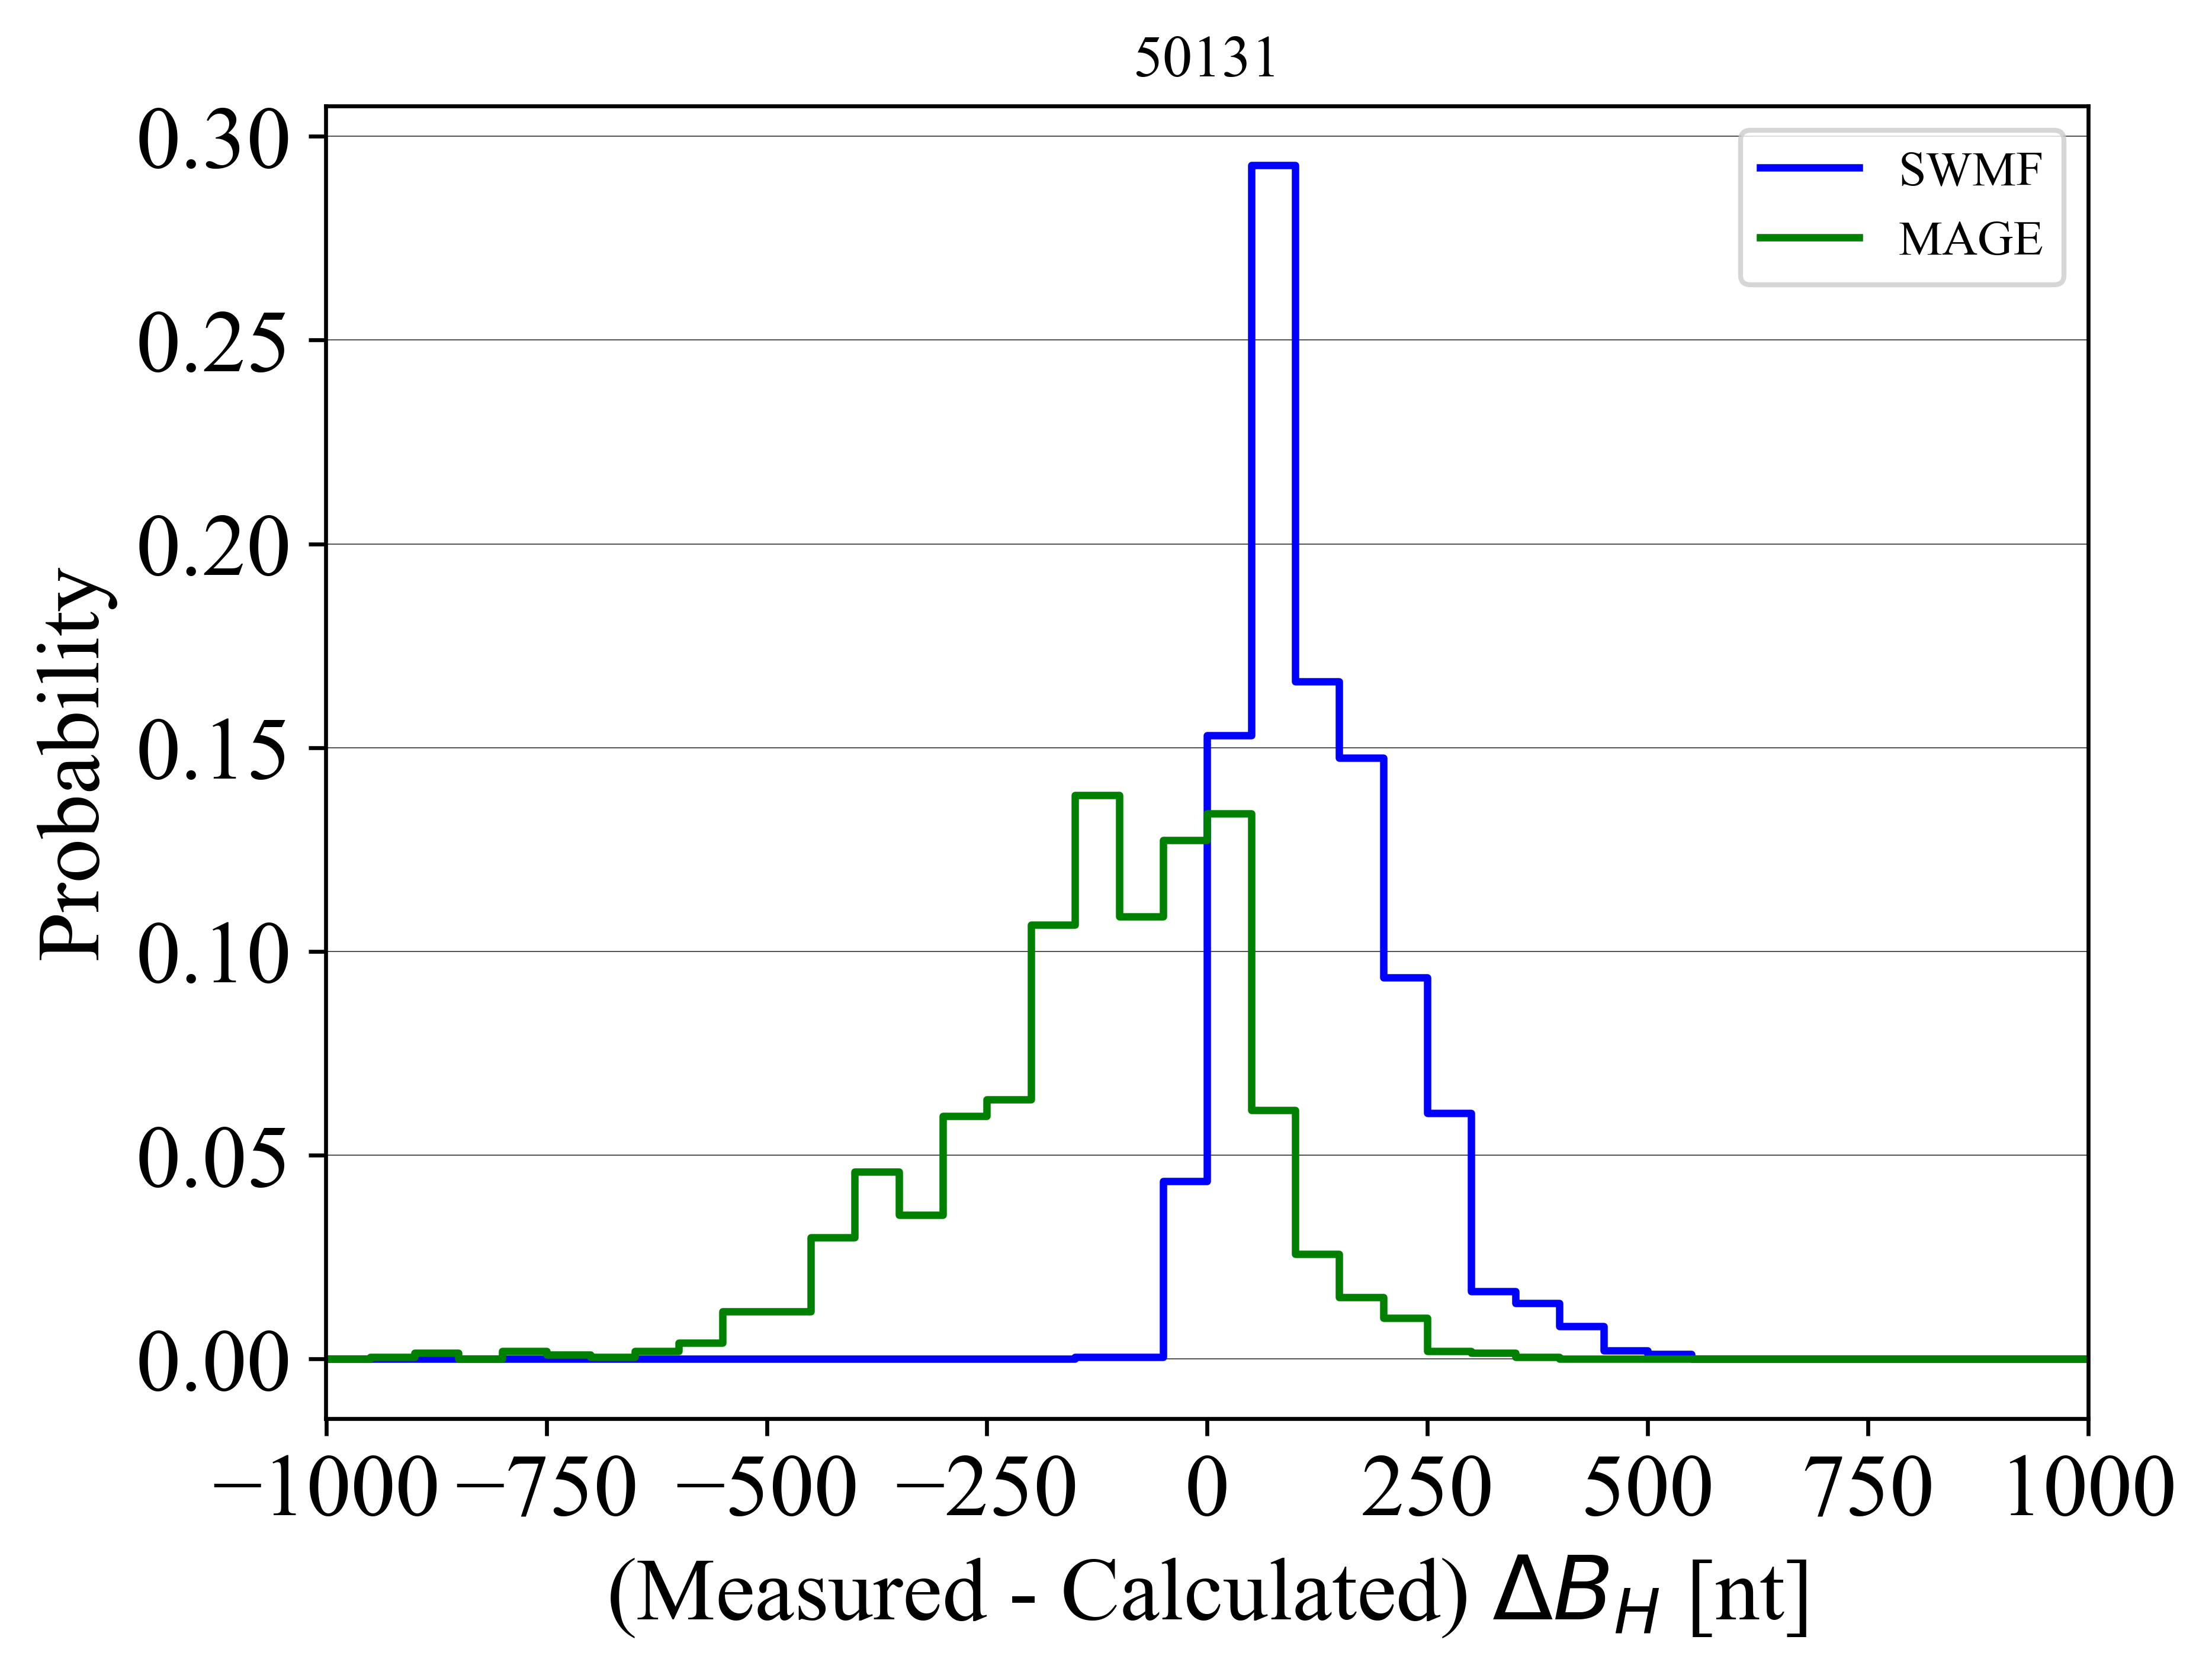 50131
0.30
0.25
0.20
0.15
0.10
0.05
0.00
Probability
SWMF
MAGE
−1000 −750 −500 −250 0 250 500 750 1000
(Measured - Calculated) ΔB_H [nt]